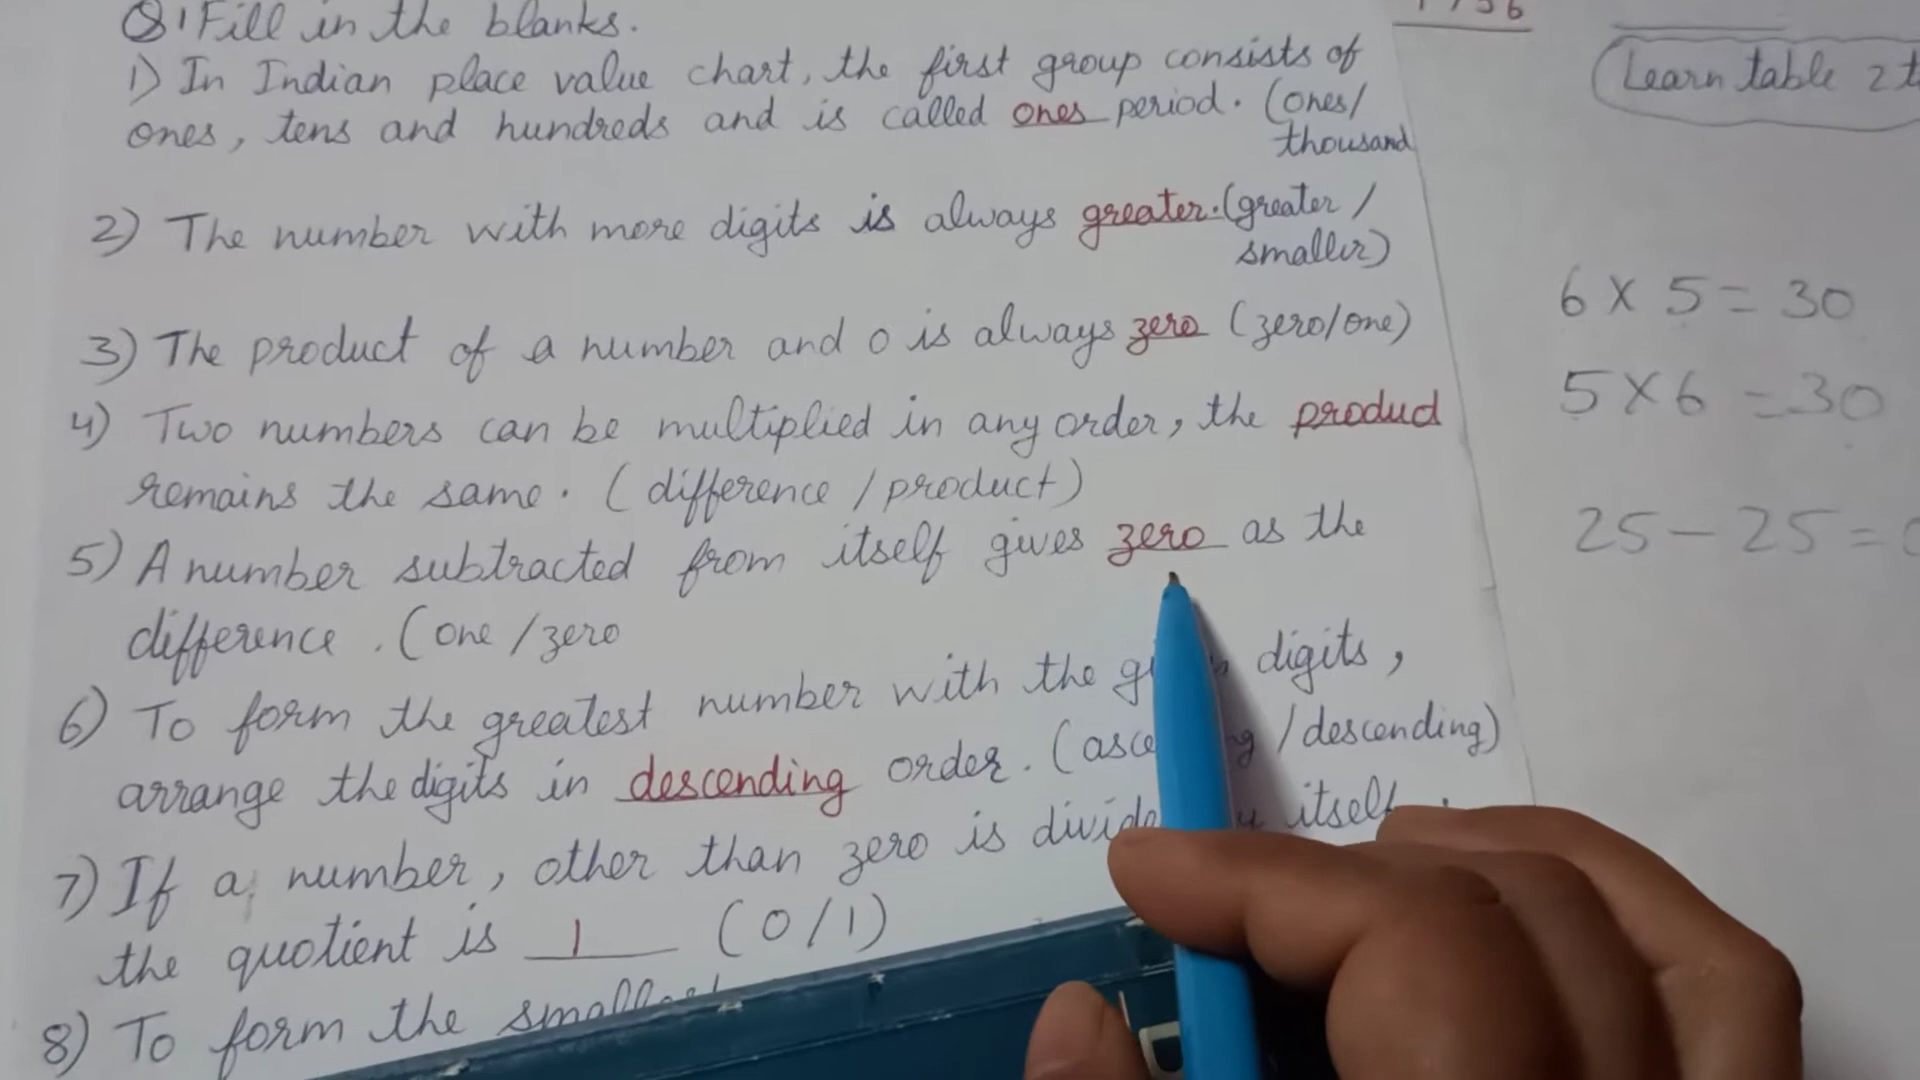 Q1 Fill in the blanks.
1) In Indian place value chart, the first group consists of
ones, tens and hundreds and is called ones period. (ones/
thousand
2) The number with more digits is always greater. (greater /
smaller)
3) The product of a number and 0 is always zero (zero/one)
4) Two numbers can be multiplied in any order, the product
remains the same. (difference / product)
5) A number subtracted from itself gives zero as the
difference. (one / zero
6) To form the greatest number with the digits,
arrange the digits in descending order. ( / descending)
7) If a number, other than zero is itself
the quotient is 1 (0/1)
8) To form the
Learn table 2
6 × 5 = 30
5 × 6 = 30
25 - 25 =